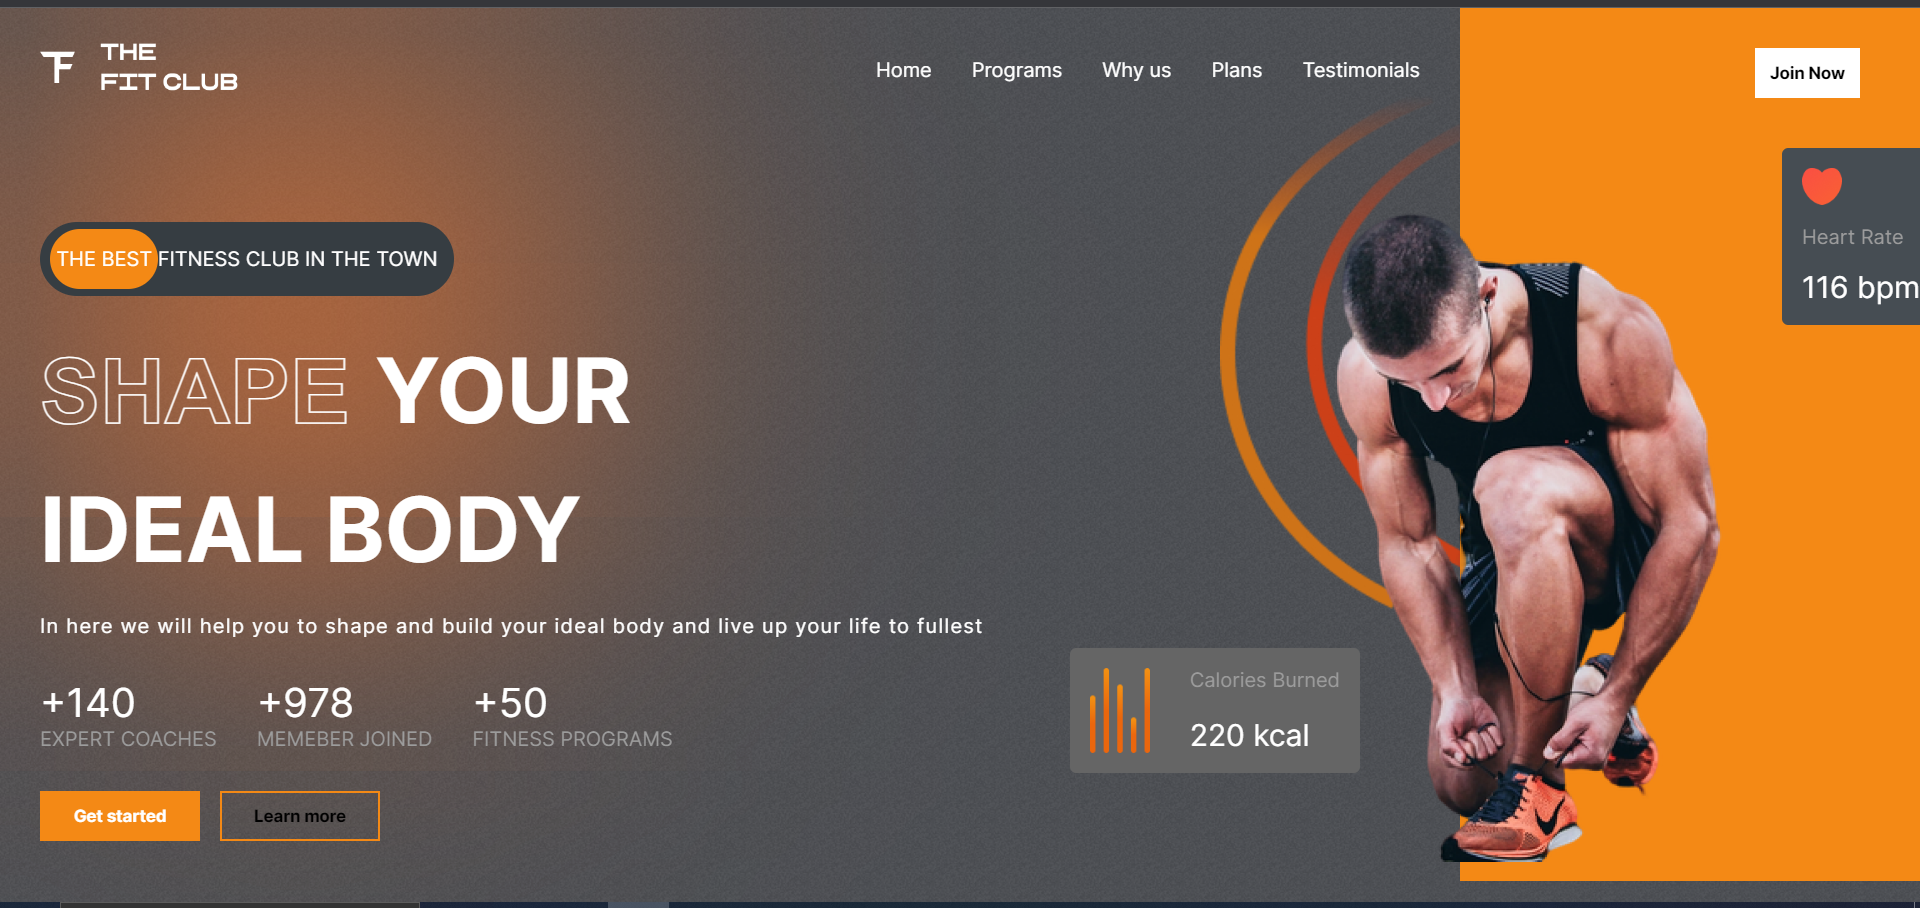 THE
FIT CLUB
Home
Programs
Why us
Plans
Testimonials
Join Now
Heart Rate
116 bpm
THE BEST FITNESS CLUB IN THE TOWN
SHAPE YOUR
IDEAL BODY
In here we will help you to shape and build your ideal body and live up your life to fullest
+140
EXPERT COACHES
+978
MEMEBER JOINED
+50
FITNESS PROGRAMS
Calories Burned
220 kcal
Get started
Learn more